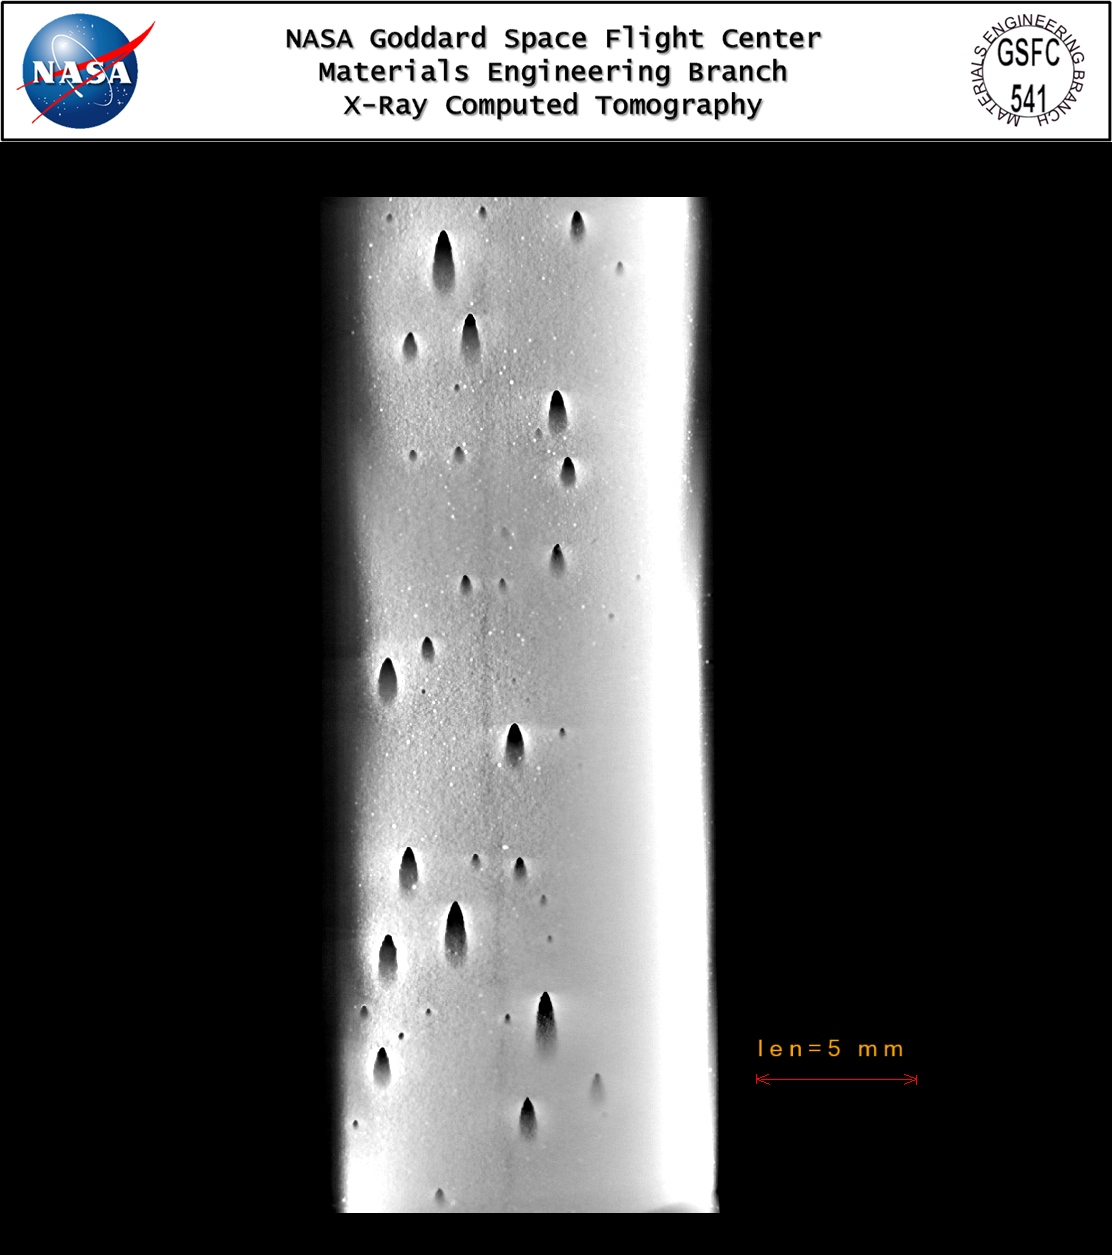 NASA
NASA Goddard Space Flight Center
Materials Engineering Branch
X-Ray Computed Tomography
MATERIALS ENGINEERING BRANCH
GSFC
541
len=5 mm